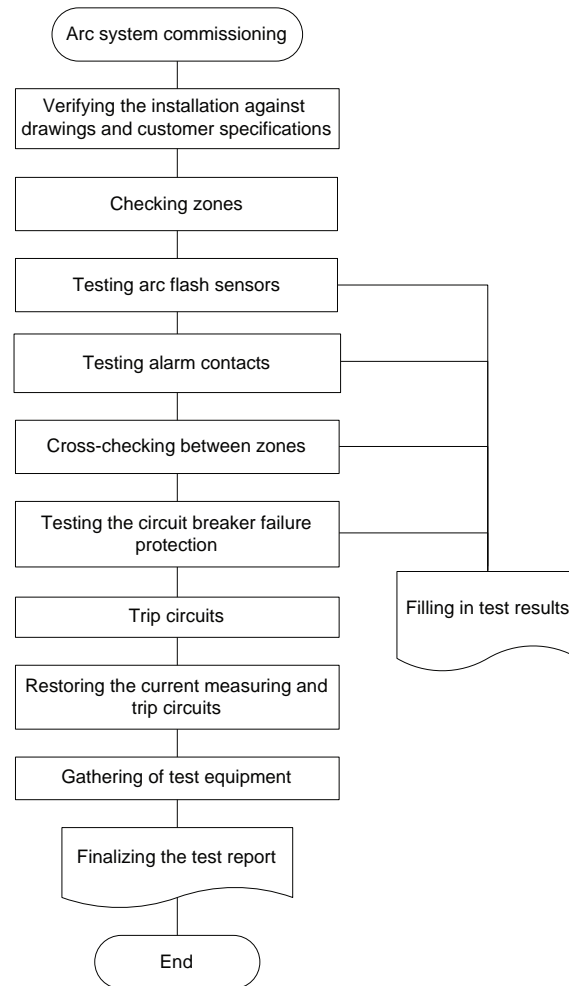 Arc system commissioning
Verifying the installation against
drawings and customer specifications
Checking zones
Testing arc flash sensors
Testing alarm contacts
Cross-checking between zones
Testing the circuit breaker failure
protection
Filling in test results
Trip circuits
Restoring the current measuring and
trip circuits
Gathering of test equipment
Finalizing the test report
End